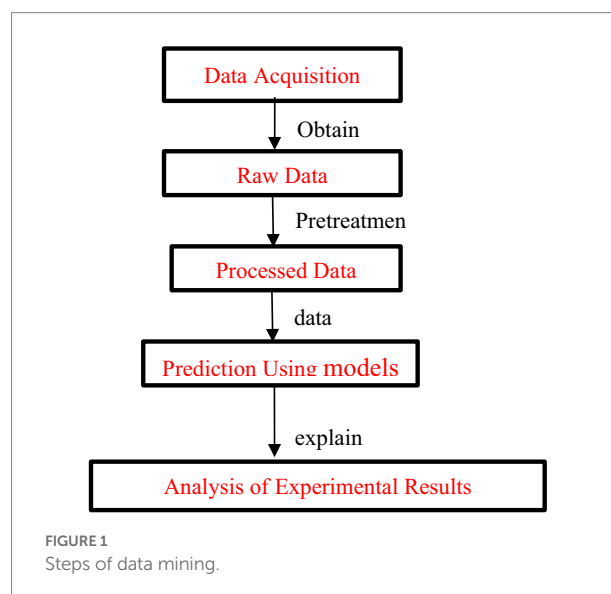 Data Acquisition
Obtain
Raw Data
Pretreatmen
Processed Data
data
Prediction Using models
explain
Analysis of Experimental Results
FIGURE 1
Steps of data mining.